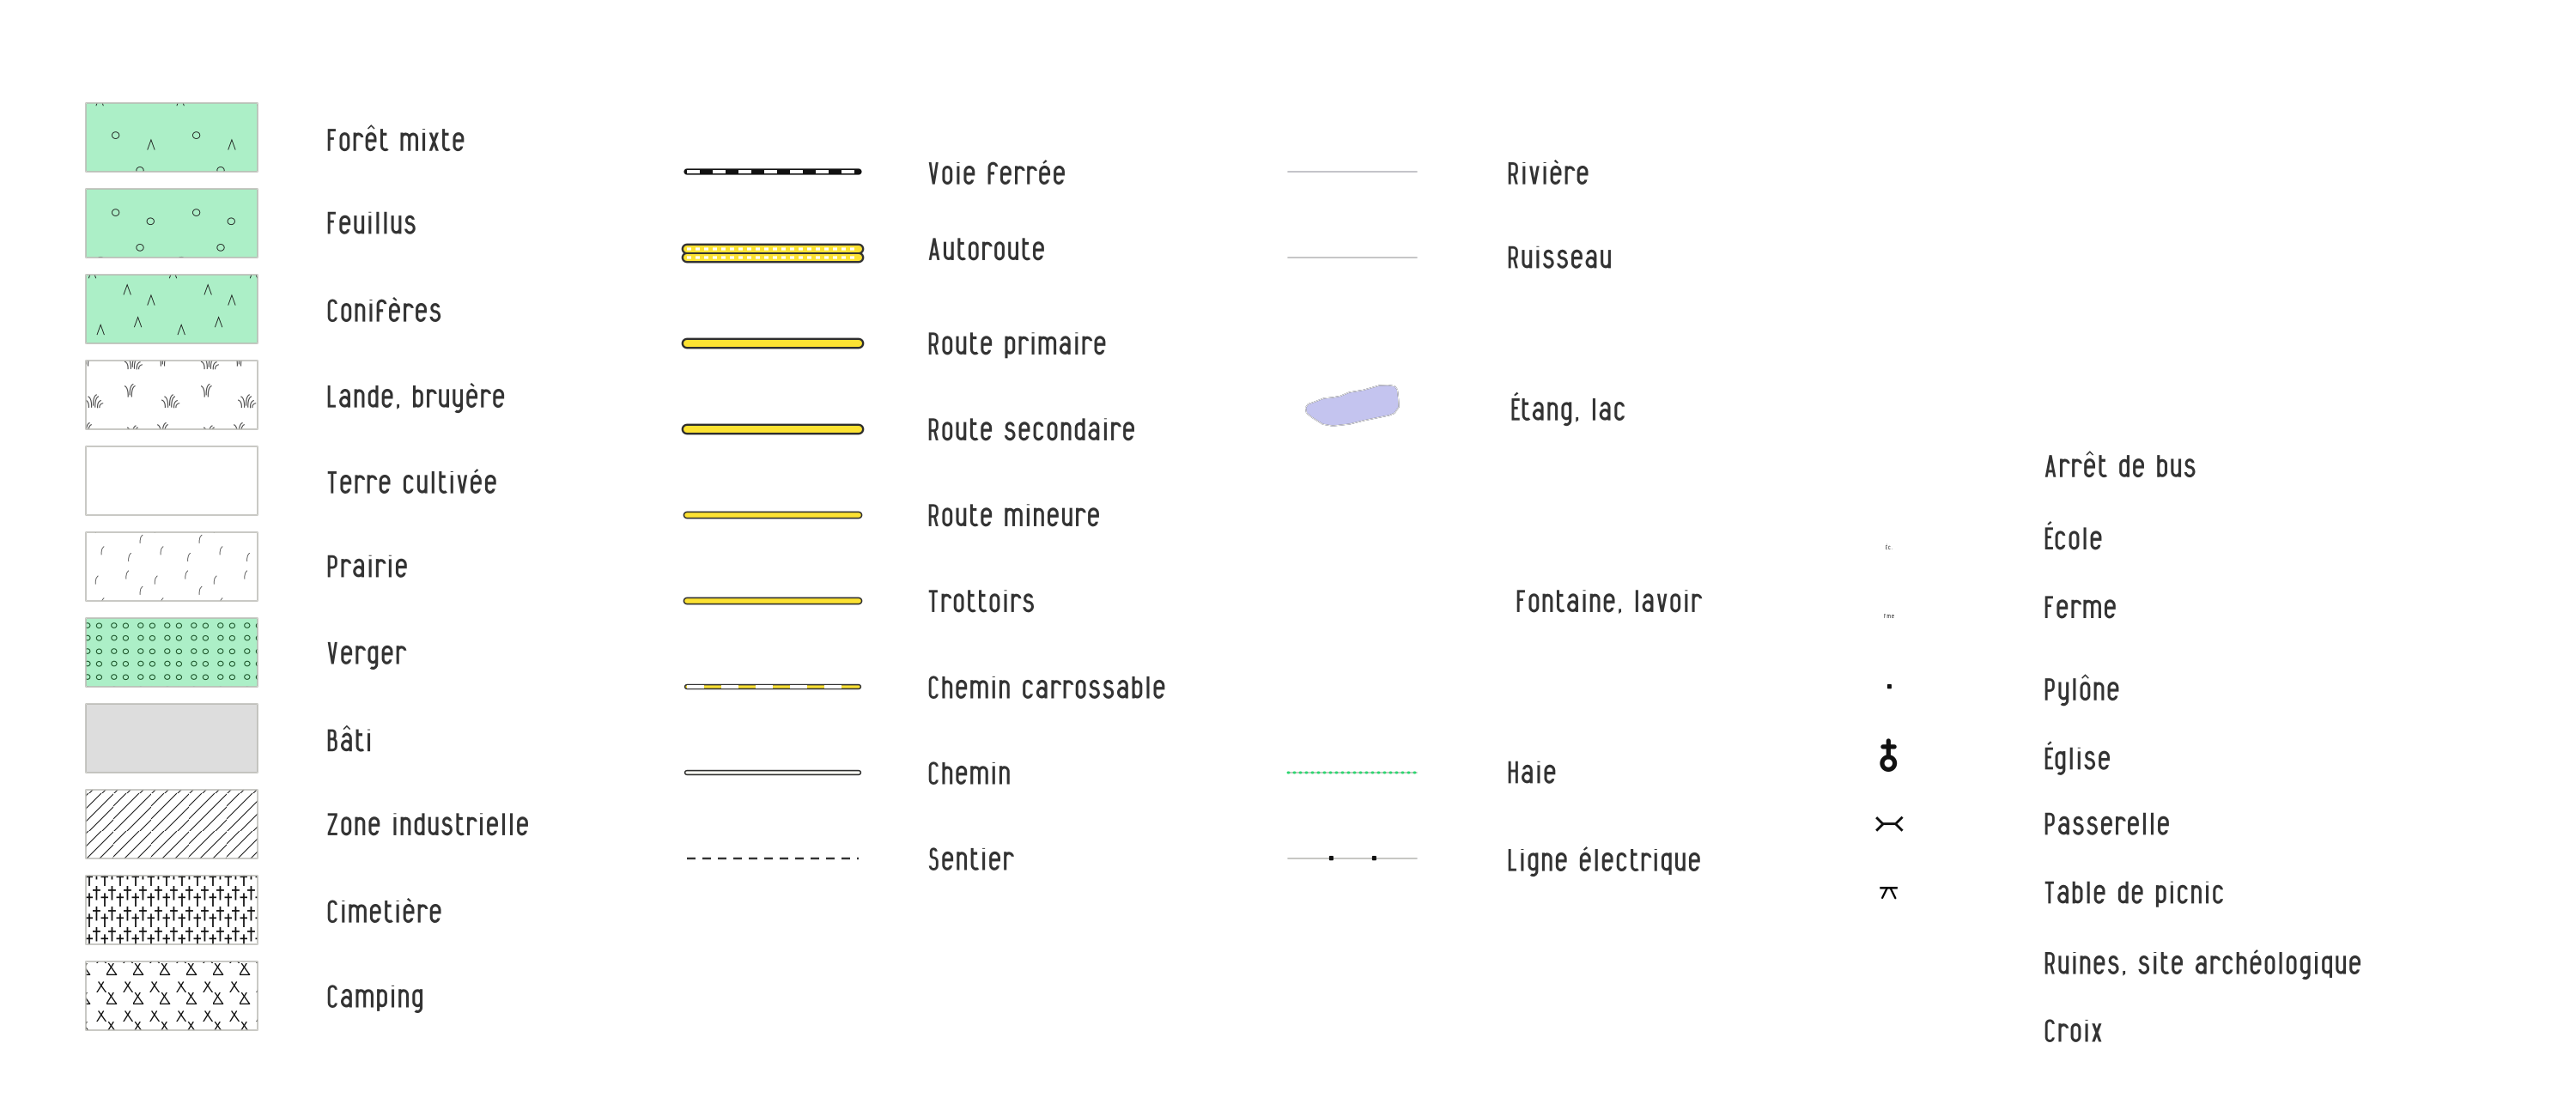 Forêt mixte
Feuillus
Conifères
Lande, bruyère
Terre cultivée
Prairie
Verger
Bâti
Zone industrielle
Cimetière
Camping
Voie ferrée
Autoroute
Route primaire
Route secondaire
Route mineure
Trottoirs
Chemin carrossable
Chemin
Sentier
Rivière
Ruisseau
Étang, lac
Fontaine, lavoir
Haie
Ligne électrique
Arrêt de bus
École
Ferme
Pylône
Église
Passerelle
Table de picnic
Ruines, site archéologique
Croix